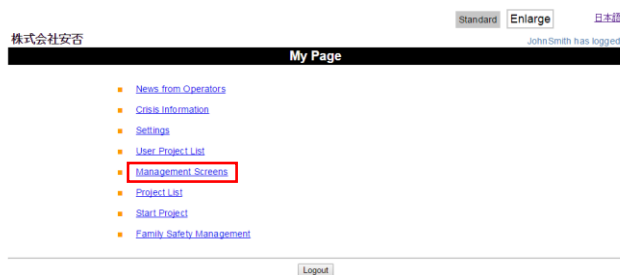 Standard Enlarge 日本語
株式会社安否
JohnSmith has logged
My Page
News from Operators
Crisis Information
Settings
User Project List
Management Screens
Project List
Start Project
Family Safety Management
Logout